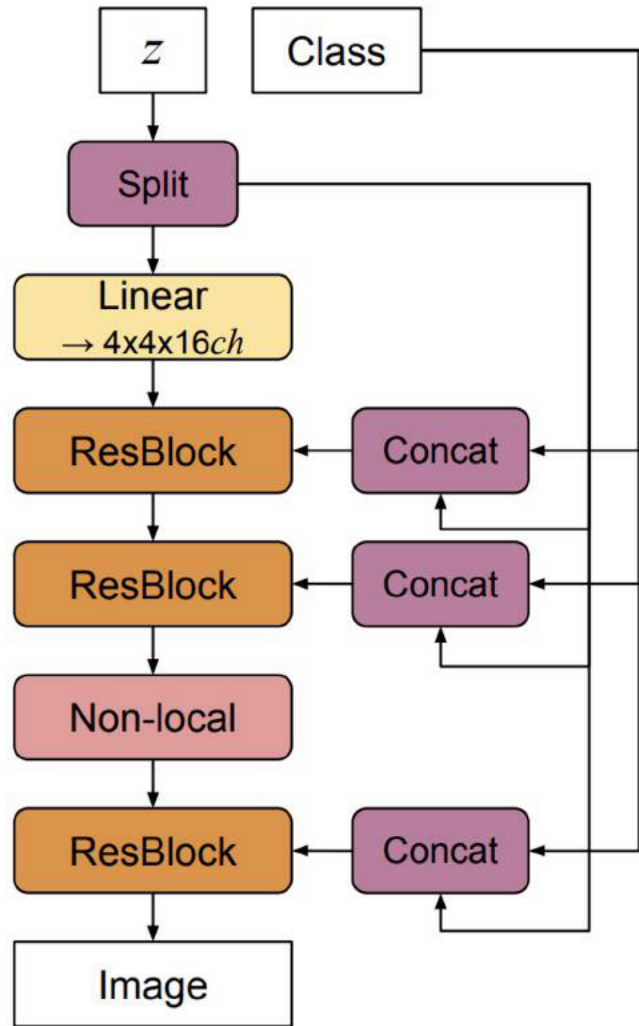 z
Class
Split
Linear
→ 4x4x16ch
ResBlock
Concat
ResBlock
Concat
Non-local
ResBlock
Concat
Image